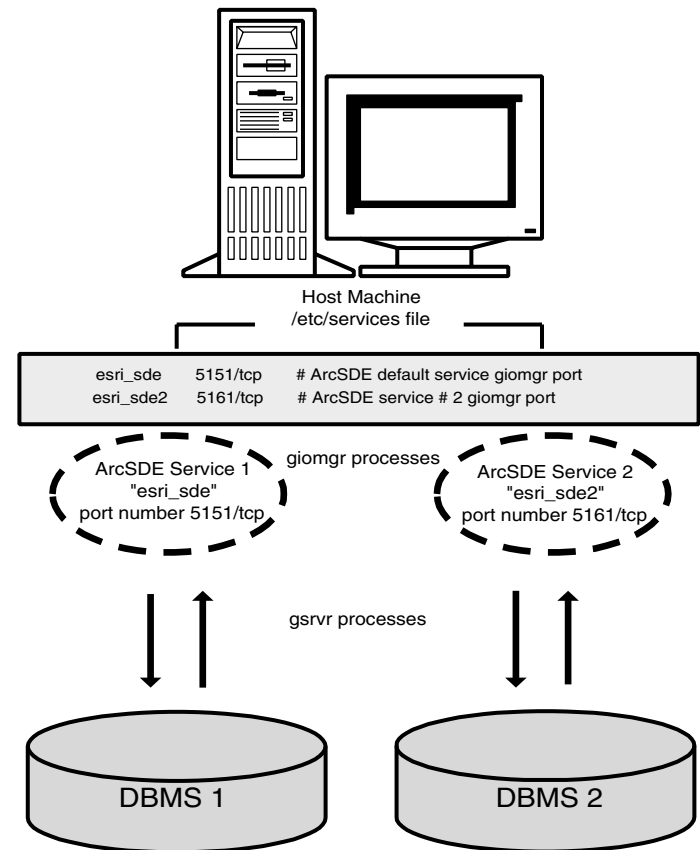 Host Machine
/etc/services file
esri_sde 5151/tcp # ArcSDE default service giomgr port
esri_sde2 5161/tcp # ArcSDE service # 2 giomgr port
giomgr processes
ArcSDE Service 1
"esri_sde"
port number 5151/tcp
ArcSDE Service 2
"esri_sde2"
port number 5161/tcp
gsrvr processes
DBMS 1
DBMS 2